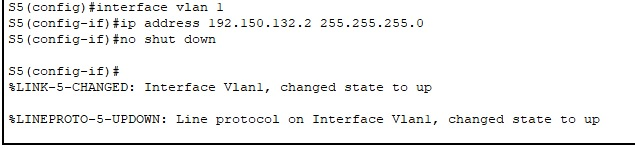 S5(config)#interface vlan 1
S5(config-if)#ip address 192.150.132.2 255.255.255.0
S5(config-if)#no shut down
S5(config-if)#
%LINK-5-CHANGED: Interface Vlan1, changed state to up
%LINEPROTO-5-UPDOWN: Line protocol on Interface Vlan1, changed state to up